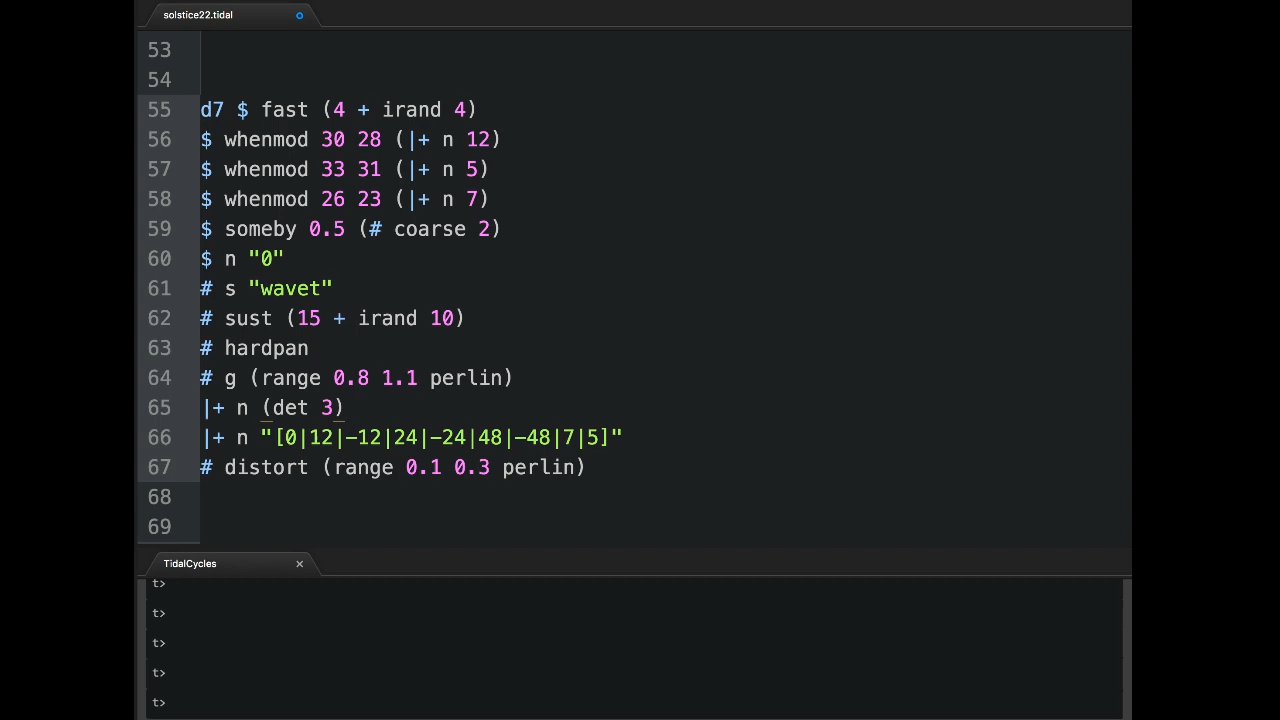 solstice22.tidal
53
54
55 d7 $ fast (4 + irand 4)
56 $ whenmod 30 28 (|+ n 12)
57 $ whenmod 33 31 (|+ n 5)
58 $ whenmod 26 23 (|+ n 7)
59 $ someby 0.5 (# coarse 2)
60 $ n "0"
61 # s "wavet"
62 # sust (15 + irand 10)
63 # hardpan
64 # g (range 0.8 1.1 perlin)
65 |+ n (det 3)
66 |+ n "[0|12|-12|24|-24|48|-48|7|5]"
67 # distort (range 0.1 0.3 perlin)
68
69
TidalCycles ×
t>
t>
t>
t>
t>